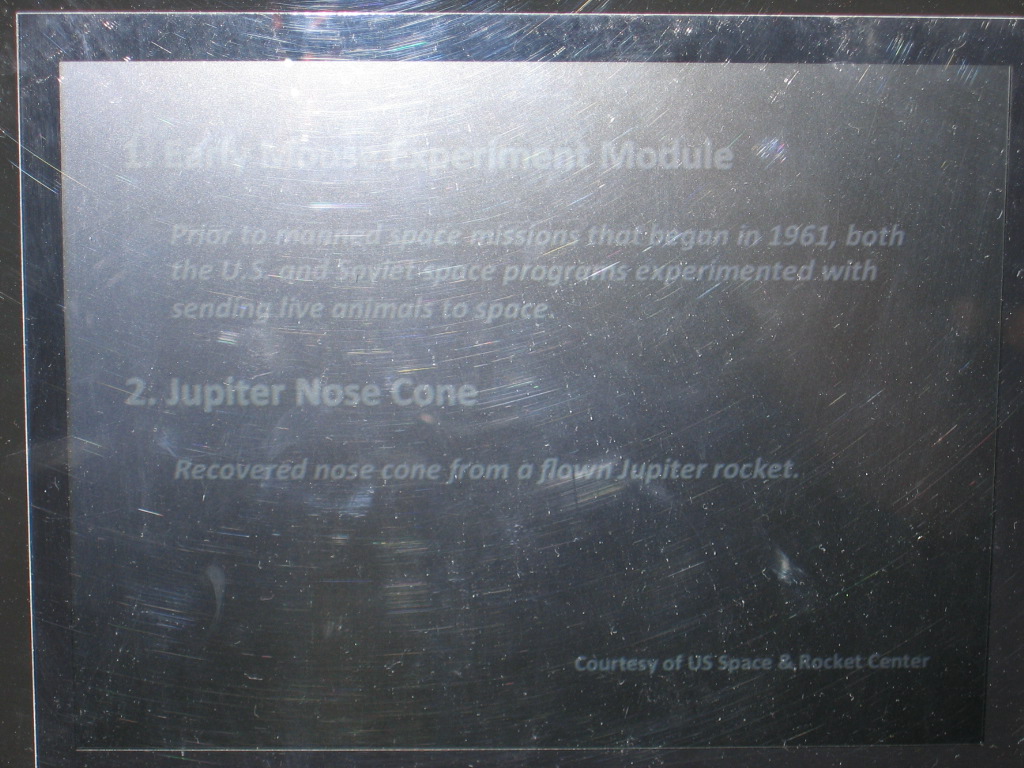 1. Early Mouse Experiment Module
Prior to manned space missions that began in 1961, both
the U.S. and Soviet space programs experimented with
sending live animals to space.
2. Jupiter Nose Cone
Recovered nose cone from a flown Jupiter rocket.
Courtesy of US Space & Rocket Center